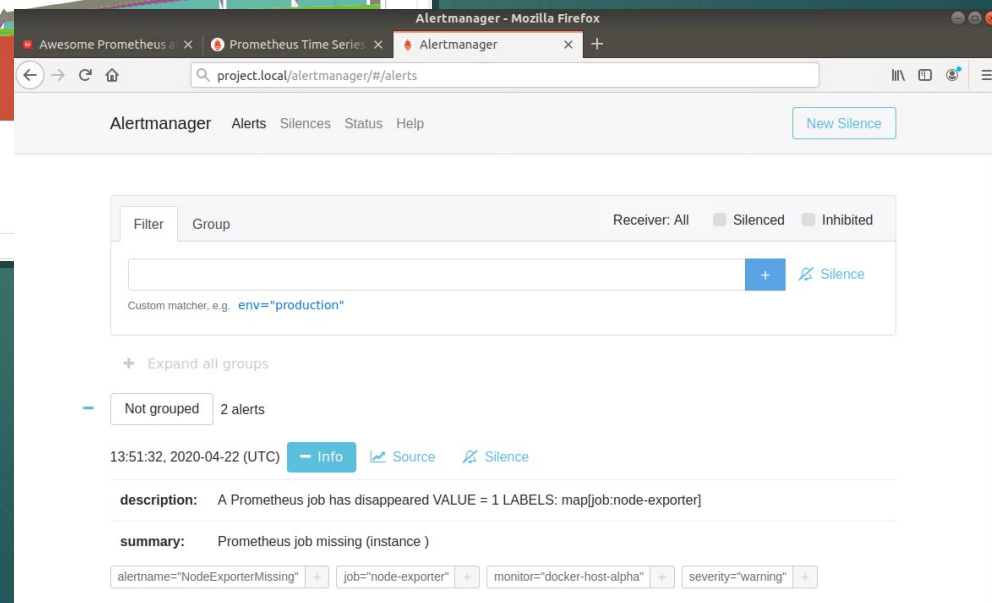 Alertmanager - Mozilla Firefox
Awesome Prometheus a Prometheus Time Series Alertmanager
project.local/alertmanager/#/alerts
Alertmanager Alerts Silences Status Help New Silence
Filter Group Receiver: All Silenced Inhibited
+ Silence
Custom matcher, e.g. env="production"
+ Expand all groups
- Not grouped 2 alerts
13:51:32, 2020-04-22 (UTC) - Info Source Silence
description: A Prometheus job has disappeared VALUE = 1 LABELS: map[job:node-exporter]
summary: Prometheus job missing (instance )
alertname="NodeExporterMissing" + job="node-exporter" + monitor="docker-host-alpha" + severity="warning" +